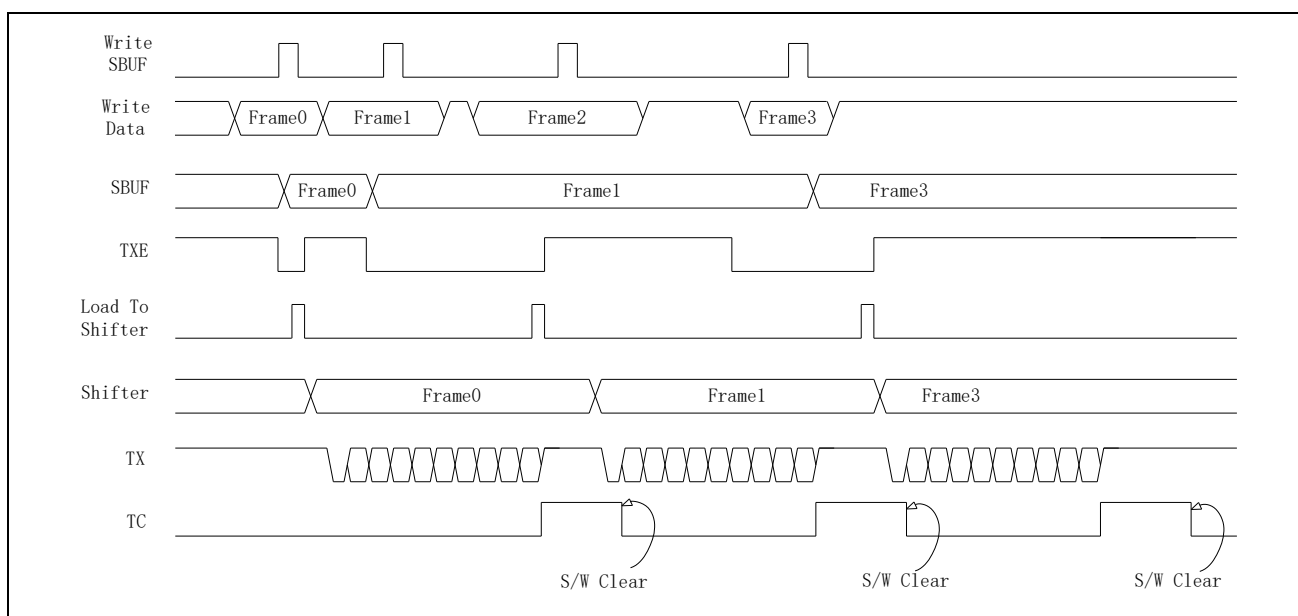 Write
SBUF
Write
Data
Frame0
Frame1
Frame2
Frame3
SBUF
Frame0
Frame1
Frame3
TXE
Load To
Shifter
Shifter
Frame0
Frame1
Frame3
TX
TC
S/W Clear
S/W Clear
S/W Clear